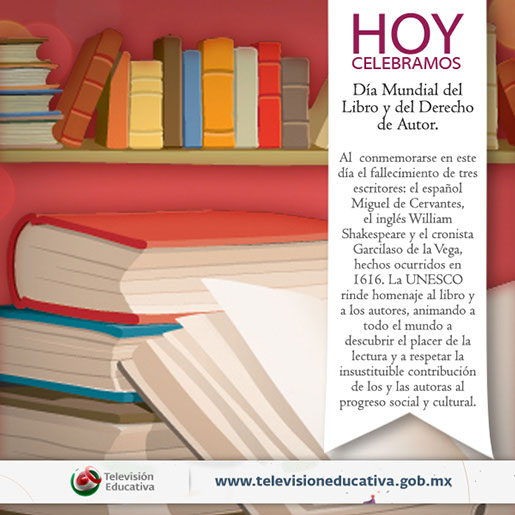 HOY
CELEBRAMOS
Día Mundial del
Libro y del Derecho
de Autor.
Al conmemorarse en este
día el fallecimiento de tres
escritores: el español
Miguel de Cervantes,
el inglés William
Shakespeare y el cronista
Garcilaso de la Vega,
hechos ocurridos en
1616. La UNESCO
rinde homenaje al libro y
a los autores, animando a
todo el mundo a
descubrir el placer de la
lectura y a respetar la
insustituible contribución
de los y las autoras al
progreso social y cultural.
Televisión
Educativa
www.televisioneducativa.gob.mx